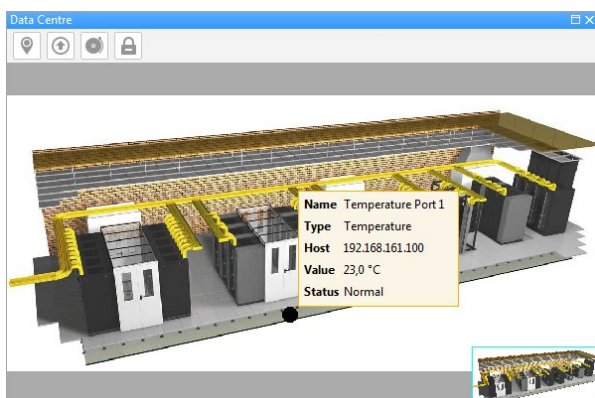 Data Centre
Name Temperature Port 1
Type Temperature
Host 192.168.161.100
Value 23,0 °C
Status Normal